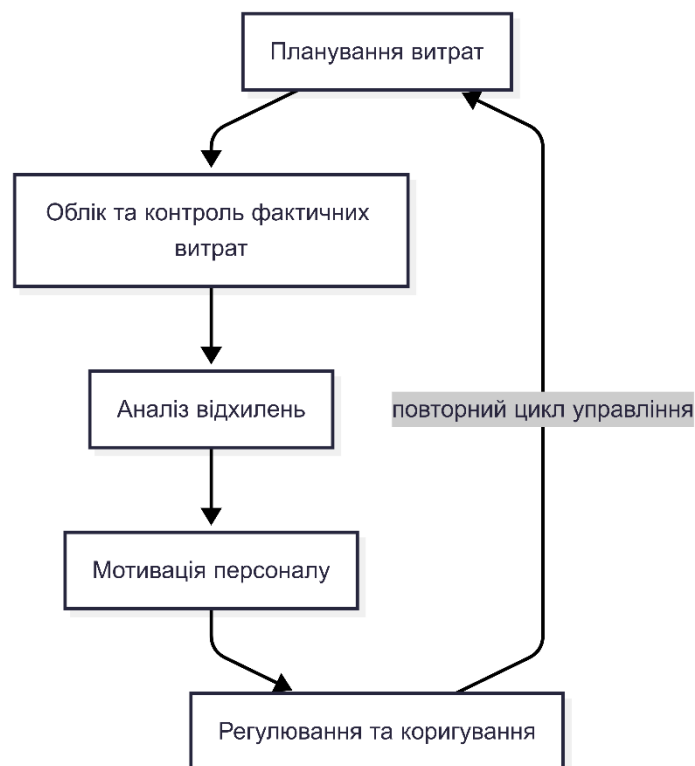 Планування витрат
Облік та контроль фактичних
витрат
Аналіз відхилень
повторний цикл управління
Мотивація персоналу
Регулювання та коригування